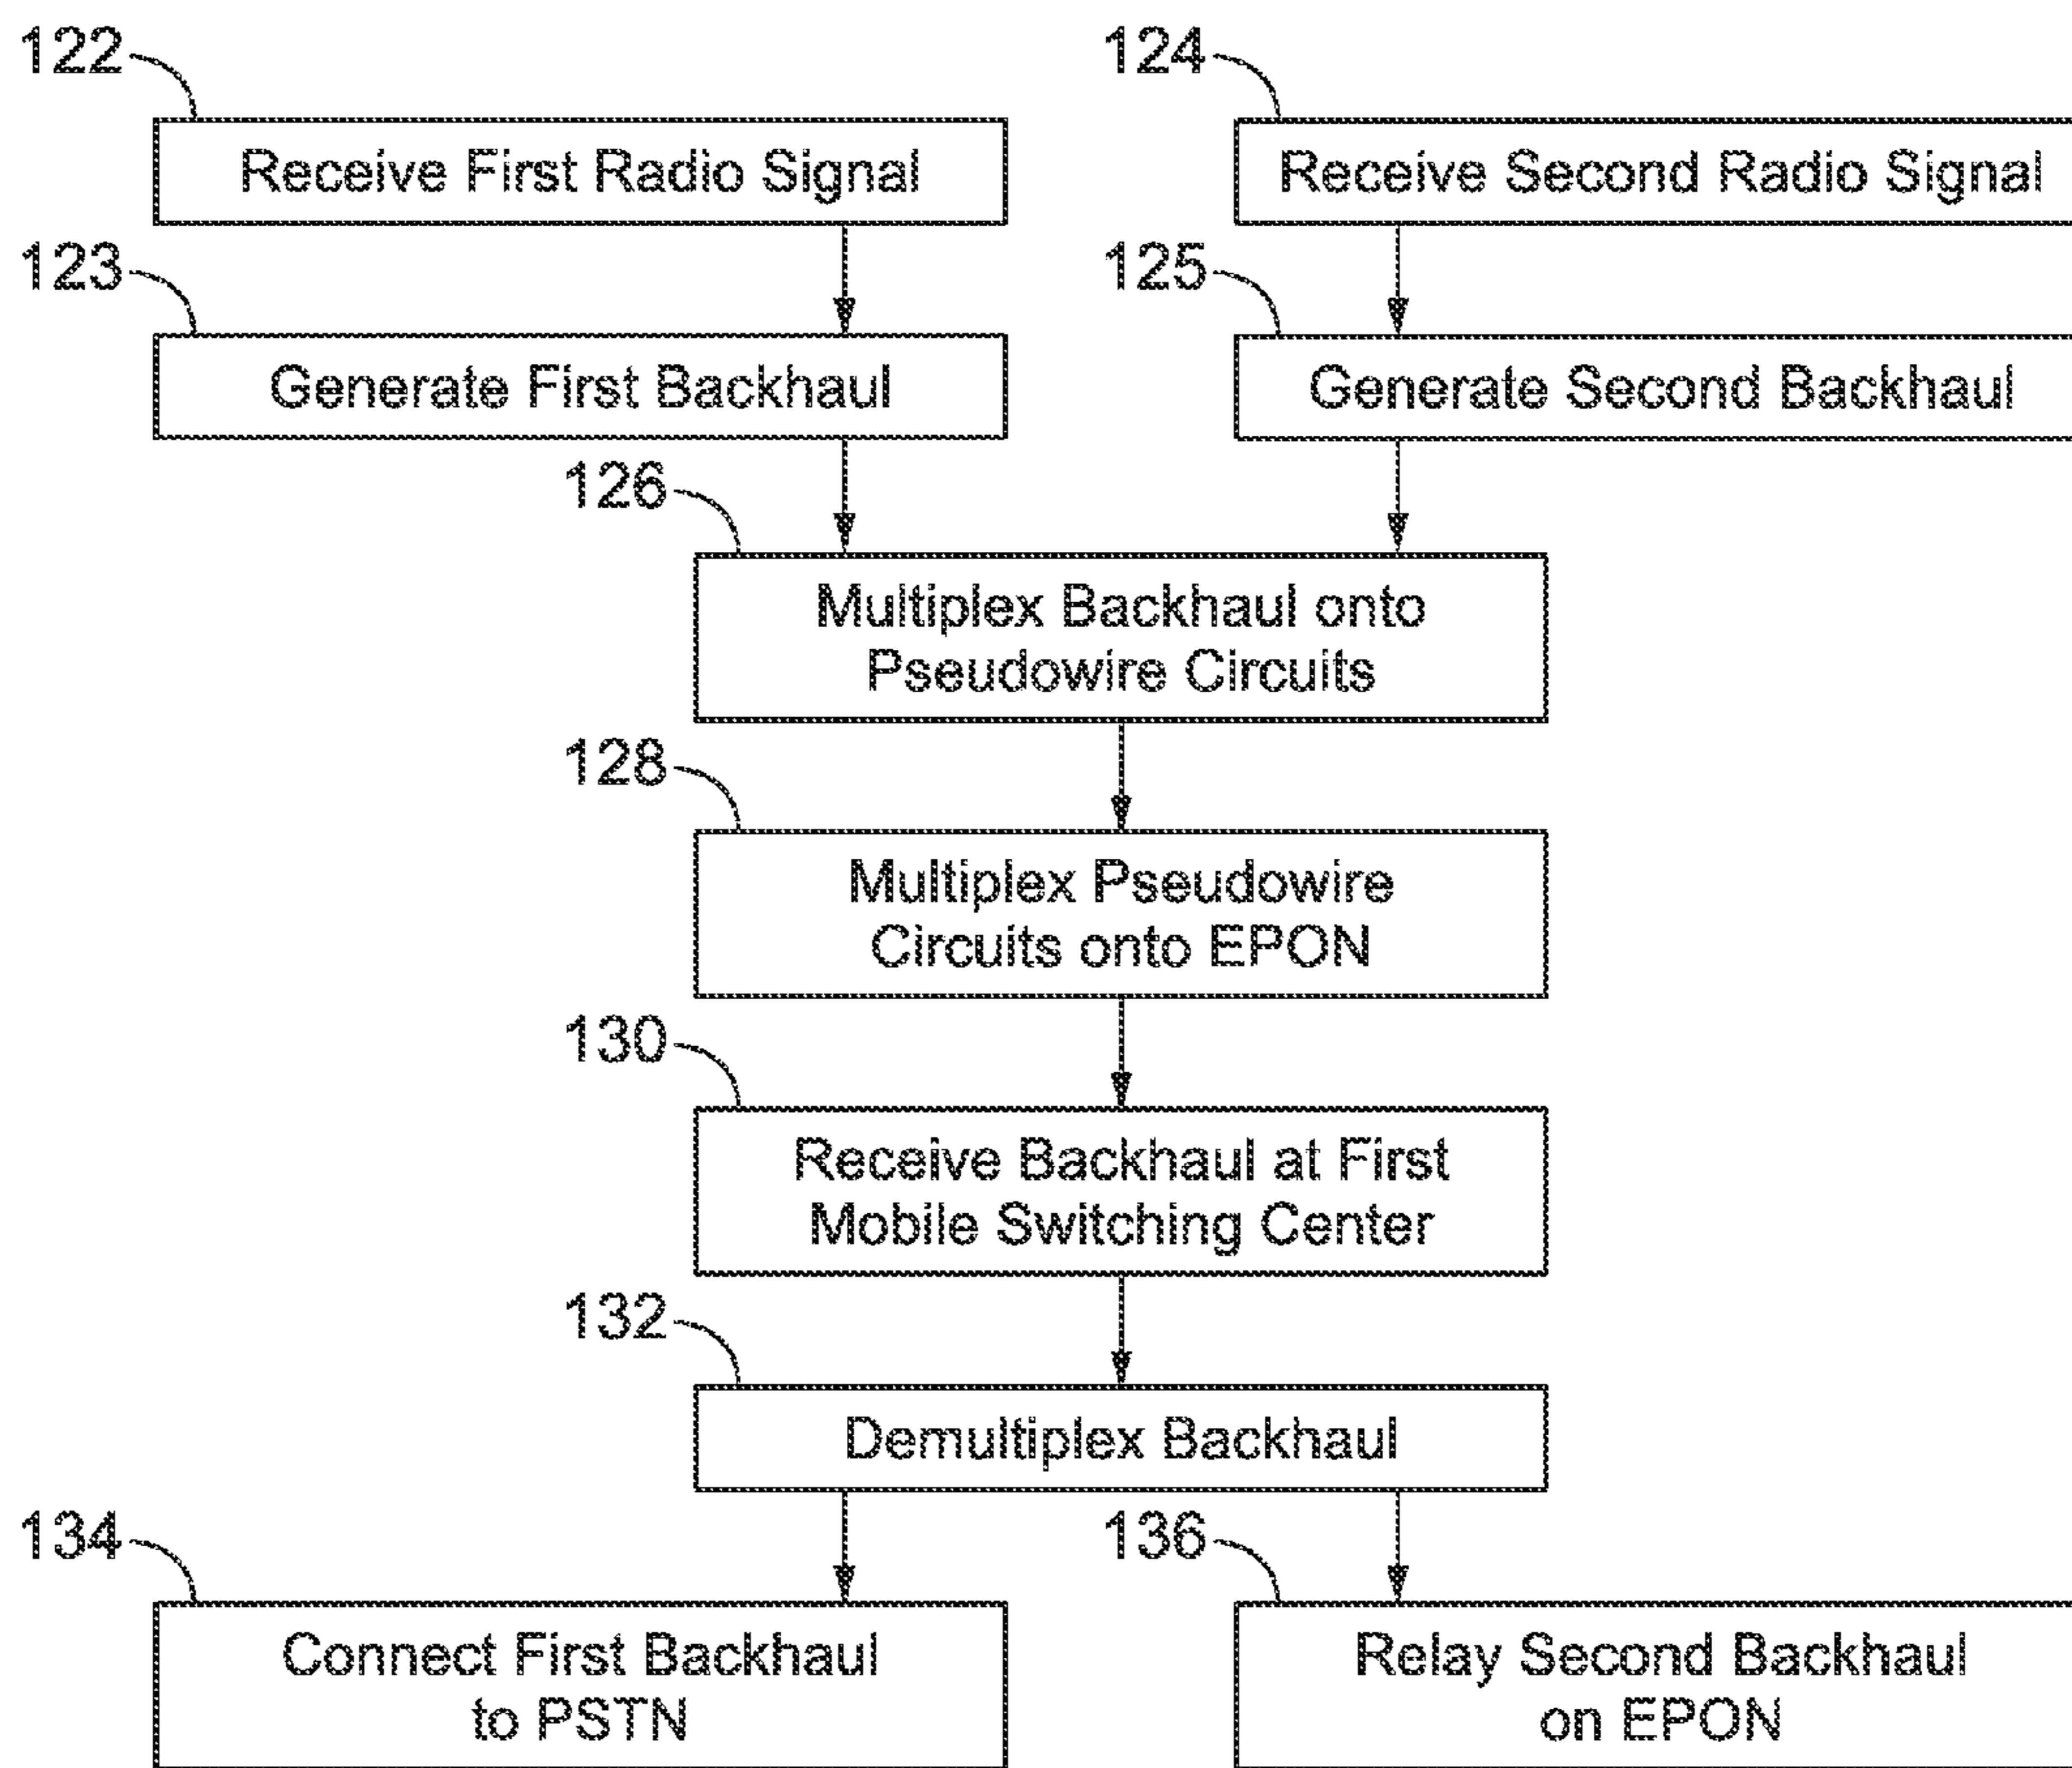 122
124
Receive First Radio Signal
Receive Second Radio Signal
123
125
Generate First Backhaul
Generate Second Backhaul
126
Multiplex Backhaul onto
Pseudowire Circuits
128
Multiplex Pseudowire
Circuits onto EPON
130
Receive Backhaul at First
Mobile Switching Center
132
Demultiplex Backhaul
134
136
Connect First Backhaul
to PSTN
Relay Second Backhaul
on EPON